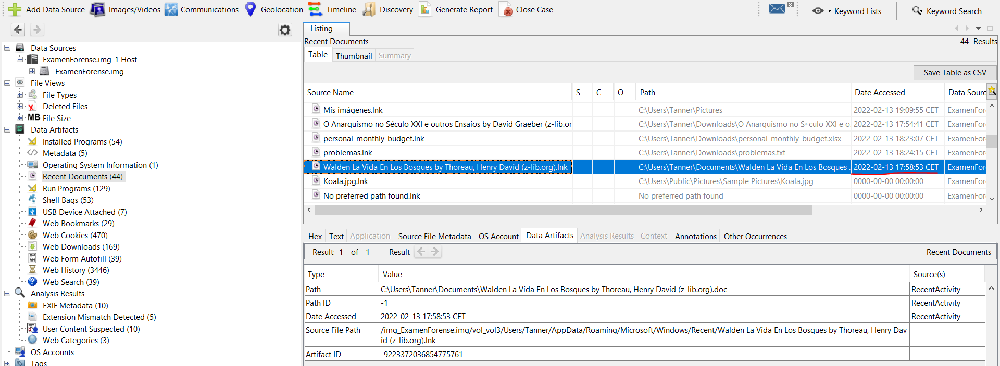 Add Data Source Images/Videos Communications Geolocation Timeline Discovery Generate Report Close Case 8 Keyword Lists Keyword Search
Data Sources
ExamenForense.img_1 Host
ExamenForense.img
File Views
File Types
Deleted Files
MB File Size
Data Artifacts
Installed Programs (54)
Metadata (5)
Operating System Information (1)
Recent Documents (44)
Run Programs (129)
Shell Bags (53)
USB Device Attached (7)
Web Bookmarks (29)
Web Cookies (470)
Web Downloads (169)
Web Form Autofill (39)
Web History (3446)
Web Search (39)
Analysis Results
EXIF Metadata (10)
Extension Mismatch Detected (5)
User Content Suspected (10)
Web Categories (3)
OS Accounts
Tags
Listing
Recent Documents 44 Results
Table Thumbnail Summary
Save Table as CSV
Source Name S C O Path Date Accessed Data Sourc
Mis imágenes.lnk C:\Users\Tanner\Pictures 2022-02-13 19:09:55 CET ExamenFor
O Anarquismo no Século XXI e outros Ensaios by David Graeber (z-lib.or C:\Users\Tanner\Downloads\O Anarquismo no S÷culo XXI e o 2022-02-13 17:54:41 CET ExamenFor
personal-monthly-budget.lnk C:\Users\Tanner\Downloads\personal-monthly-budget.xlsx 2022-02-13 18:23:07 CET ExamenFor
problemas.lnk C:\Users\Tanner\Downloads\problemas.txt 2022-02-13 18:24:15 CET ExamenFor
Walden La Vida En Los Bosques by Thoreau, Henry David (z-lib.org).lnk C:\Users\Tanner\Documents\Walden La Vida En Los Bosques . 2022-02-13 17:58:53 CET ExamenFor
Koala.jpg.lnk C:\Users\Public\Pictures\Sample Pictures\Koala.jpg 0000-00-00 00:00:00 ExamenFor
No preferred path found.lnk No preferred path found 0000-00-00 00:00:00 ExamenFor
Hex Text Application Source File Metadata OS Account Data Artifacts Analysis Results Context Annotations Other Occurrences
Result: 1 of 1 Result Recent Documents
Type Value Source(s)
Path C:\Users\Tanner\Documents\Walden La Vida En Los Bosques by Thoreau, Henry David (z-lib.org).doc RecentActivity
Path ID -1 RecentActivity
Date Accessed 2022-02-13 17:58:53 CET RecentActivity
Source File Path /img_ExamenForense.img/vol_vol3/Users/Tanner/AppData/Roaming/Microsoft/Windows/Recent/Walden La Vida En Los Bosques by Thoreau, Henry Dav
id (z-lib.org).lnk
Artifact ID -9223372036854775761